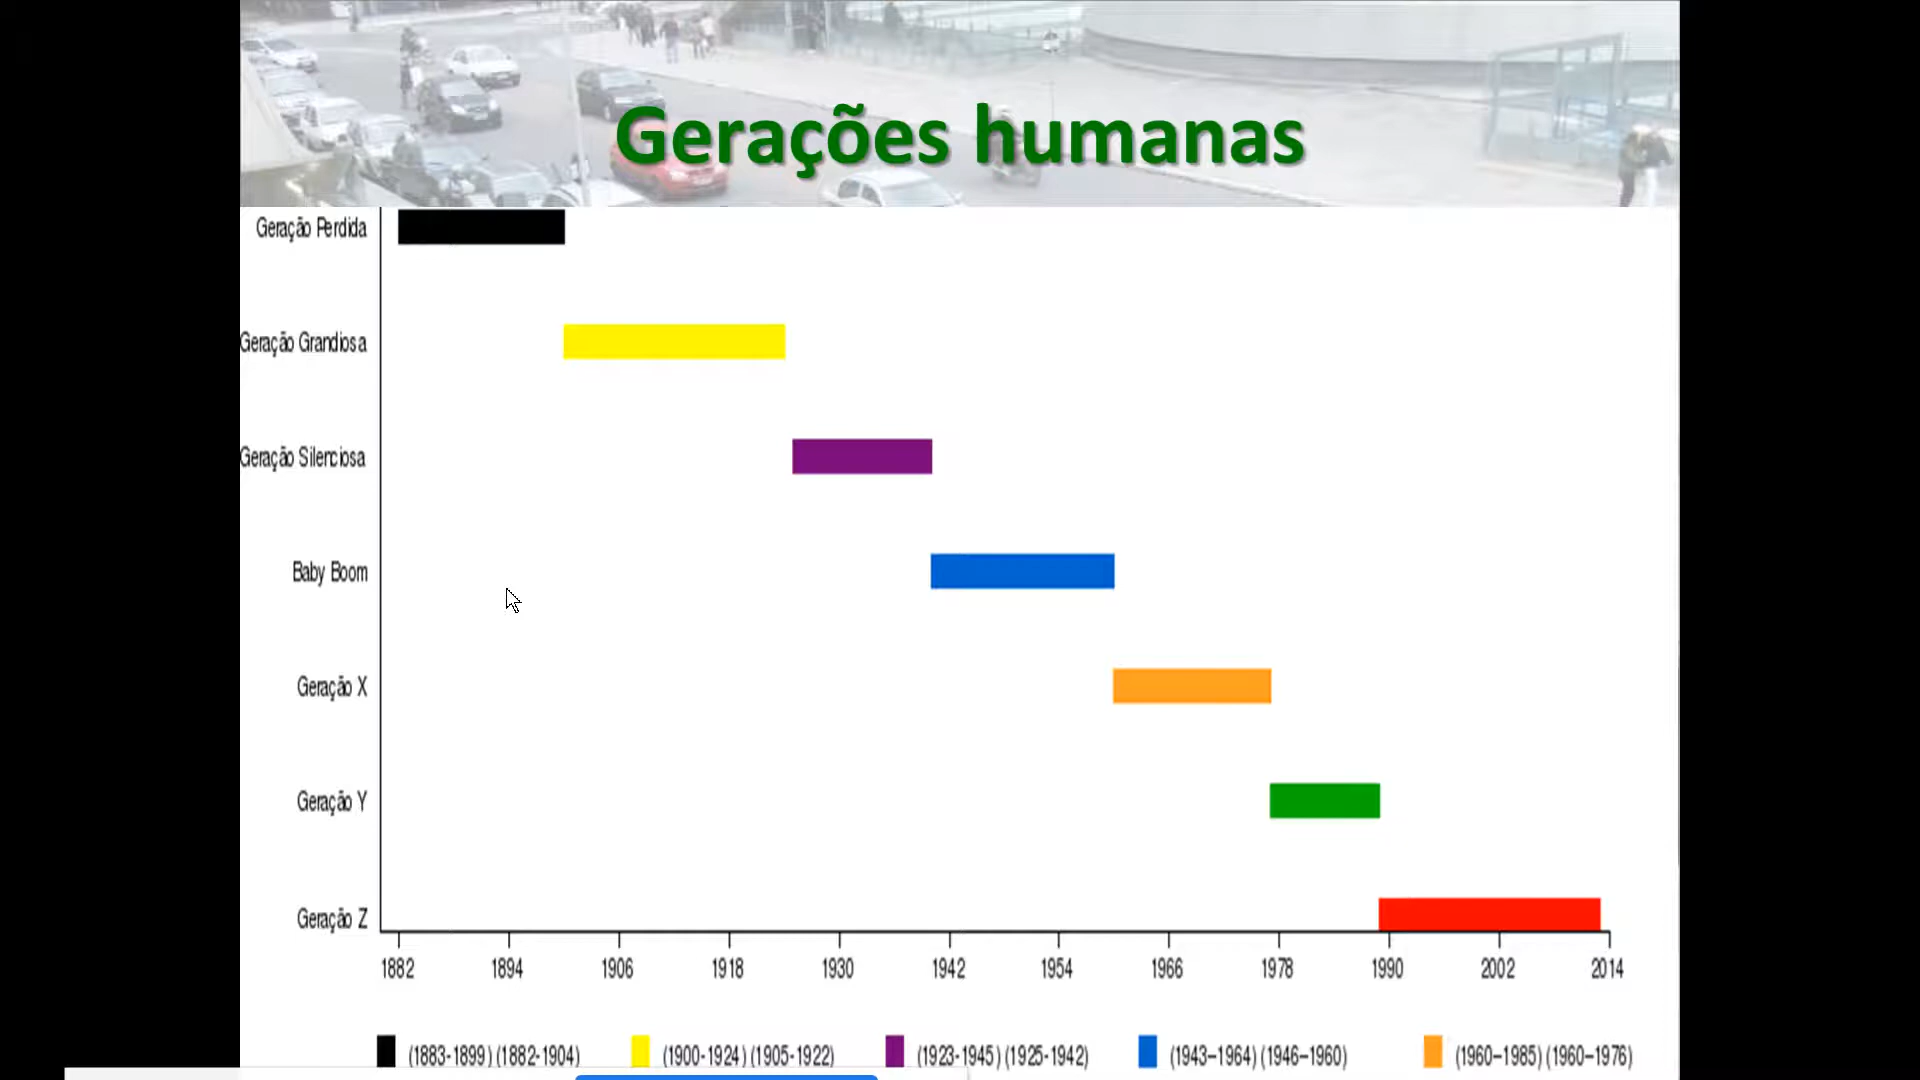 Gerações humanas
Geração Perdida
Geração Grandiosa
Geração Silenciosa
Baby Boom
Geração X
Geração Y
Geração Z
1882 1894 1906 1918 1930 1942 1954 1966 1978 1990 2002 2014
(1883-1899) (1882-1904) (1900-1924) (1905-1922) (1923-1945) (1925-1942) (1943–1964) (1946–1960) (1960–1985) (1960–1976)